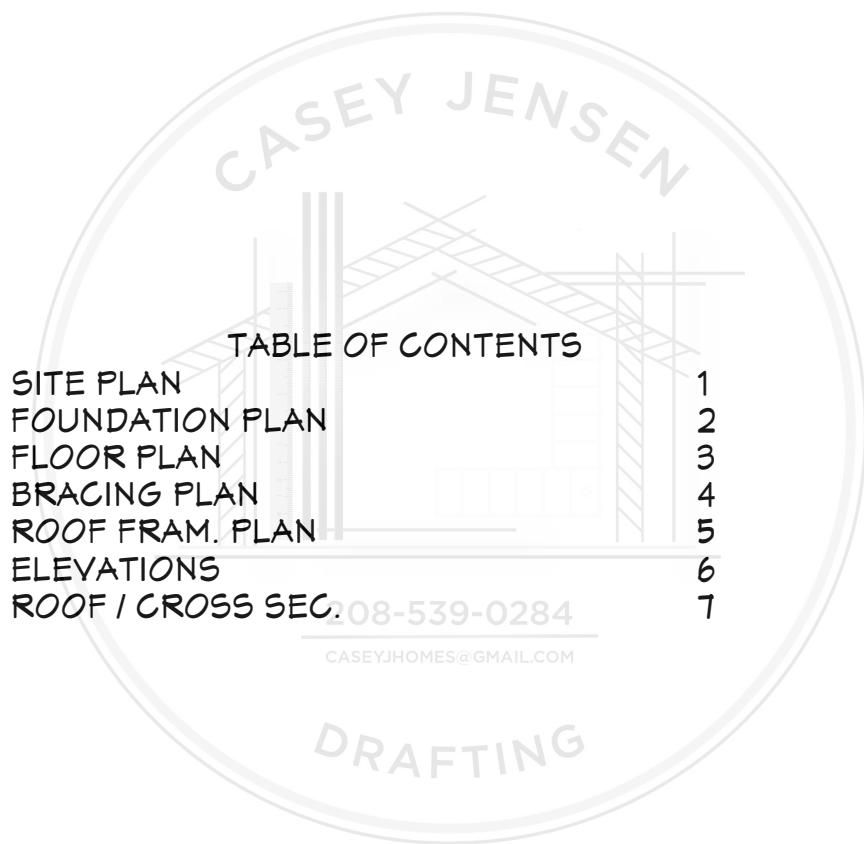 CASEY JENSEN
TABLE OF CONTENTS
SITE PLAN 1
FOUNDATION PLAN 2
FLOOR PLAN 3
BRACING PLAN 4
ROOF FRAM. PLAN 5
ELEVATIONS 6
ROOF / CROSS SEC. 7
208-539-0284
CASEYJHOMES@GMAIL.COM
DRAFTING